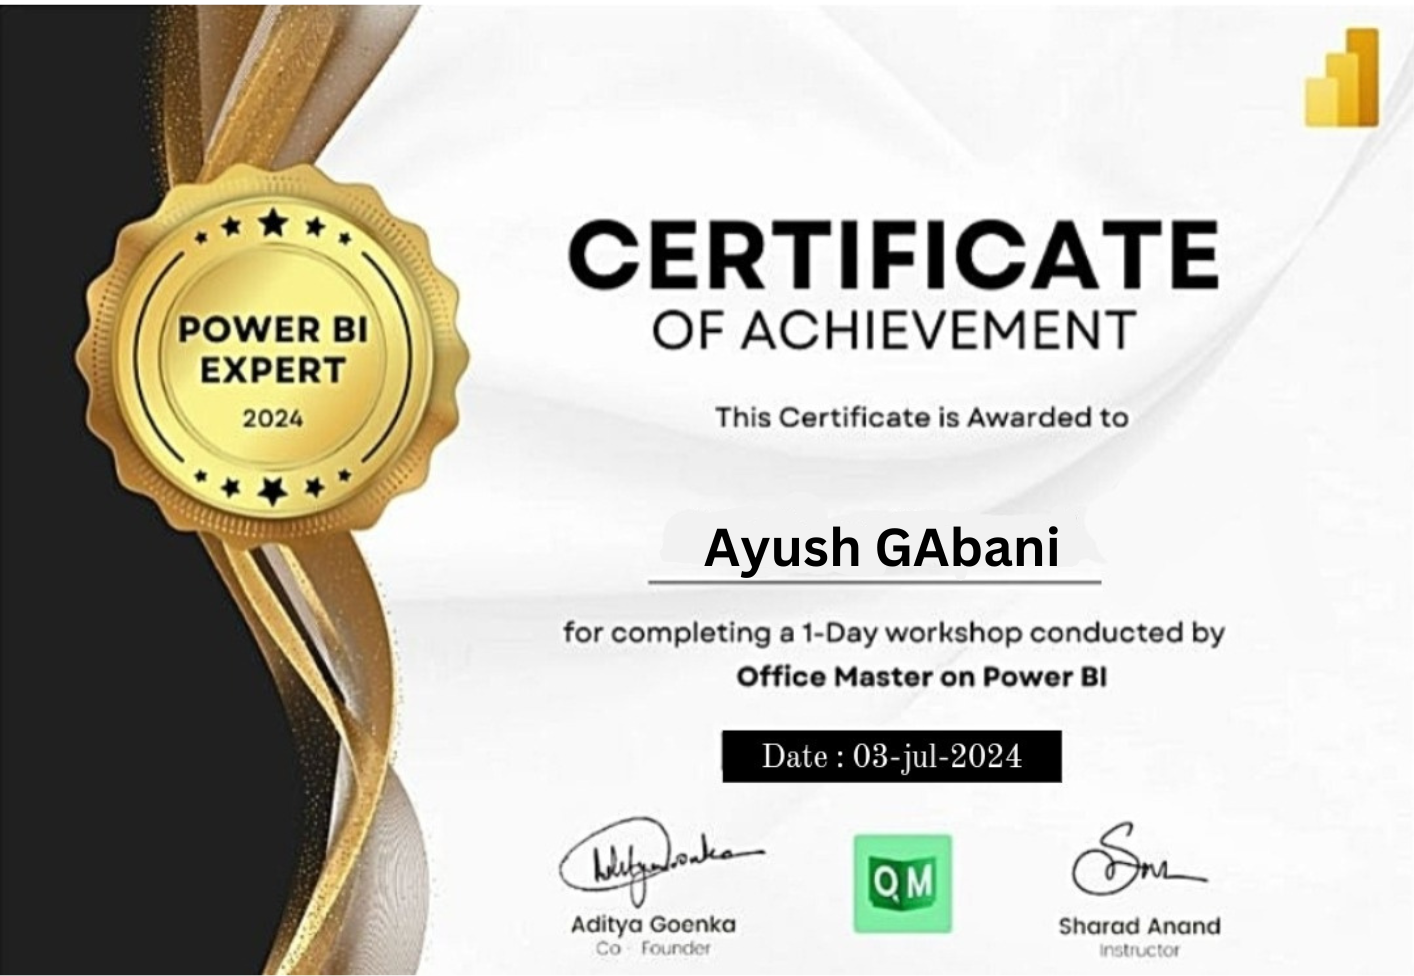 POWER BI
EXPERT
2024
CERTIFICATE
OF ACHIEVEMENT
This Certificate is Awarded to
Ayush GAbani
for completing a 1-Day workshop conducted by
Office Master on Power BI
Date : 03-jul-2024
Aditya Goenka
Co - Founder
QM
Sharad Anand
Instructor